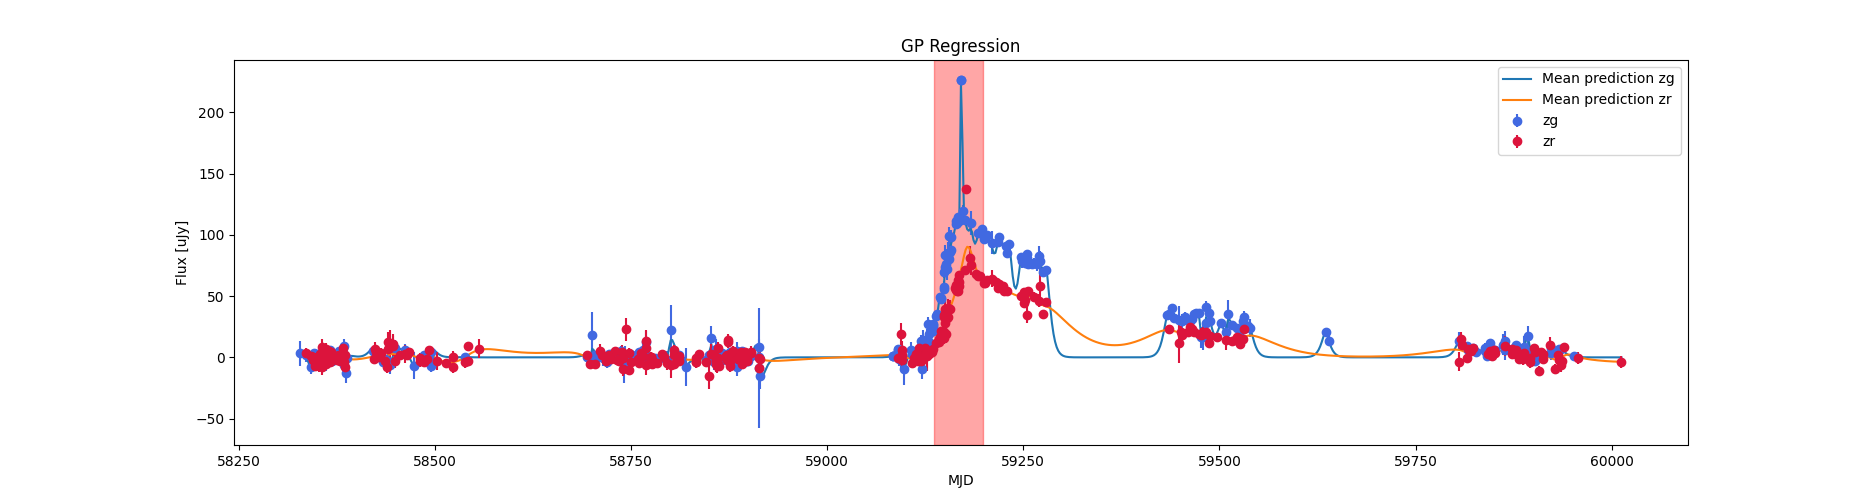 GP Regression
Flux [uJy]
200
150
100
50
0
−50
58250
58500
58750
59000
59250
59500
59750
60000
MJD
Mean prediction zg
Mean prediction zr
zg
zr